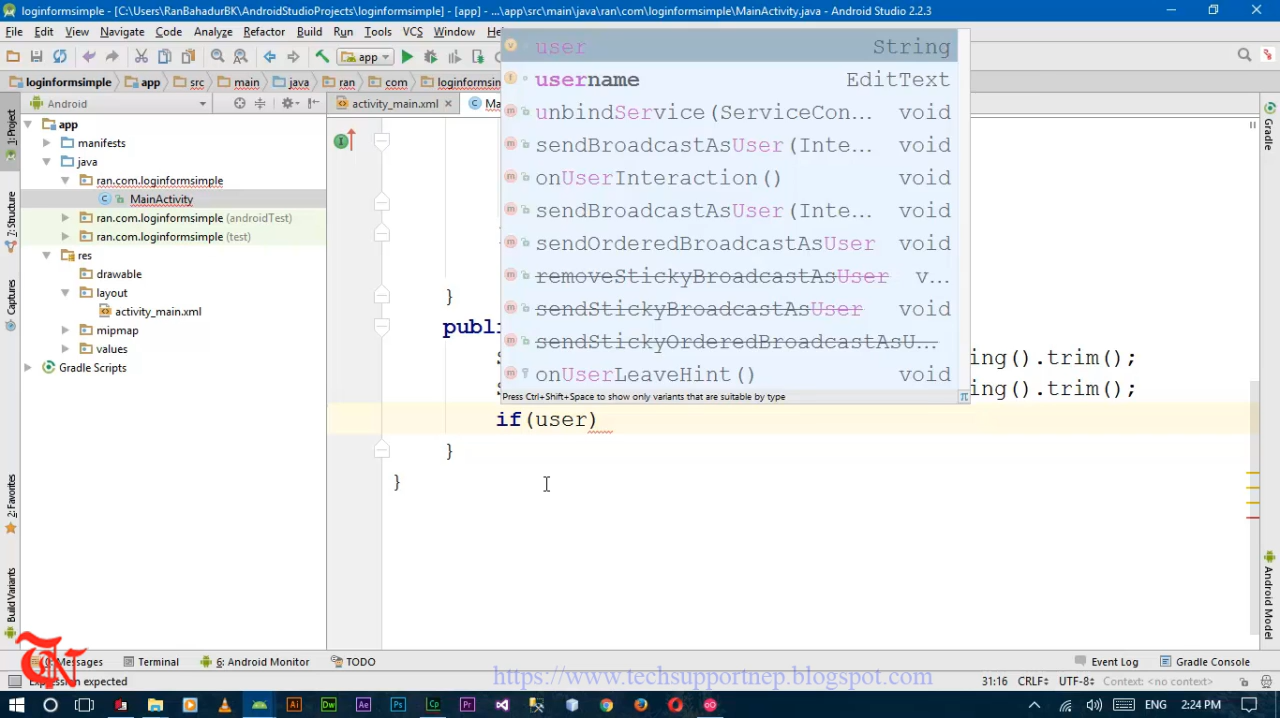 loginformsimple - [C:\Users\RanBahadurBK\AndroidStudioProjects\loginformsimple] - [app] - ...\app\src\main\java\ran\com\loginformsimple\MainActivity.java - Android Studio 2.2.3
File Edit View Navigate Code Analyze Refactor Build Run Tools VCS Window
app
loginformsimple app src main java ran com loginformsimple
Android
activity_main.xml
app
manifests
java
ran.com.loginformsimple
MainActivity
ran.com.loginformsimple (androidTest)
ran.com.loginformsimple (test)
res
drawable
layout
activity_main.xml
mipmap
values
Gradle Scripts
1: Project
7: Structure
Captures
2: Favorites
Build Variants
Gradle
Android Model
user String
username EditText
unbindService(ServiceCon... void
sendBroadcastAsUser(Inte... void
onUserInteraction() void
sendBroadcastAsUser(Inte... void
sendOrderedBroadcastAsUser void
removeStickyBroadcastAsUser v...
sendStickyBroadcastAsUser void
sendStickyOrderedBroadcastAsU...
onUserLeaveHint() void
Press Ctrl+Shift+Space to show only variants that are suitable by type π
}
ing().trim();
ing().trim();
if(user)
}
}
Messages Terminal 6: Android Monitor TODO Event Log Gradle Console
https://www.techsupportnep.blogspot.com
Expression expected 31:16 CRLF÷ UTF-8÷ Context: <no context>
ENG 2:24 PM